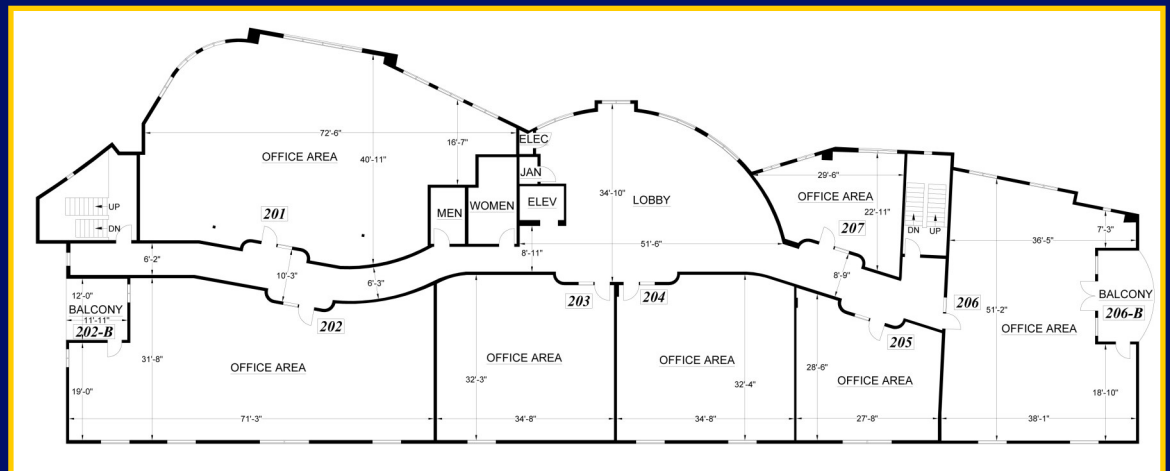 ELEC
72'-6"
16'-7"
OFFICE AREA
40'-11"
JAN
29'-6"
34'-10"
OFFICE AREA
22'-11"
MEN
WOMEN
ELEV
LOBBY
UP
DN
201
207
DN
UP
36'-5"
7'-3"
6'-2"
10'-3"
6'-3"
8'-11"
51'-6"
8'-9"
12'-0"
BALCONY
11'-11"
202-B
202
203
204
205
206
51'-2"
BALCONY
206-B
OFFICE AREA
31'-8"
OFFICE AREA
OFFICE AREA
OFFICE AREA
OFFICE AREA
28'-6"
19'-0"
32'-3"
32'-4"
18'-10"
71'-3"
34'-8"
34'-8"
27'-8"
38'-1"